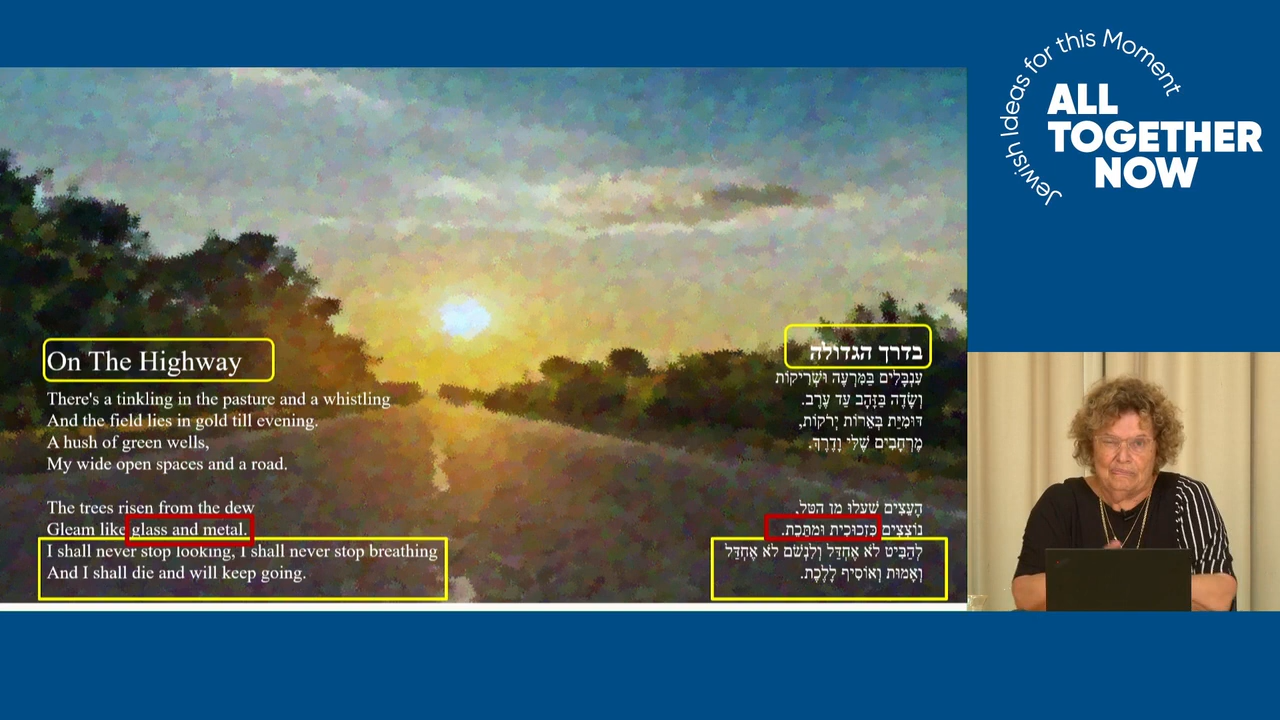 Jewish Ideas for this Moment
ALL
TOGETHER
NOW
On The Highway
There's a tinkling in the pasture and a whistling
And the field lies in gold till evening.
A hush of green wells,
My wide open spaces and a road.
The trees risen from the dew
Gleam like glass and metal.
I shall never stop looking, I shall never stop breathing
And I shall die and will keep going.
בדרך הגדולה
עִנְבָּלִים בַּמִּרְעֶה וּשְׁרִיקוֹת
וְשָׂדֶה בַּזָּהָב עַד עֶרֶב.
דּוּמִיַּת בְּאֵרוֹת יְרֻקּוֹת,
מֶרְחָבִים שֶׁלִּי וָדֶרֶךְ.
הָעֵצִים שֶׁעָלוּ מִן הַטַּל,
נוֹצְצִים כִּזְכוּכִית וּמַתֶּכֶת.
לְהַבִּיט לֹא אֶחְדַּל וְלִנְשֹׁם לֹא אֶחְדַּל
וְאָמוּת וְאוֹסִיף לָלֶכֶת.